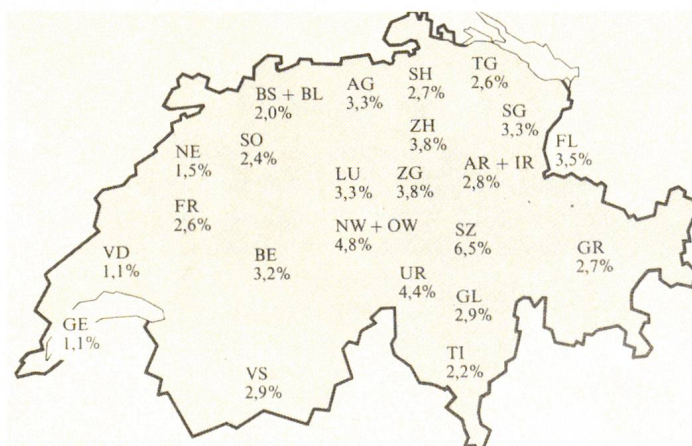 SH
2,7%
TG
2,6%
AG
3,3%
BS + BL
2,0%
SG
3,3%
ZH
3,8%
SO
2,4%
FL
3,5%
NE
1,5%
LU
3,3%
ZG
3,8%
AR + IR
2,8%
FR
2,6%
NW + OW
4,8%
SZ
6,5%
GR
2,7%
VD
1,1%
BE
3,2%
UR
4,4%
GL
2,9%
GE
1,1%
TI
2,2%
VS
2,9%